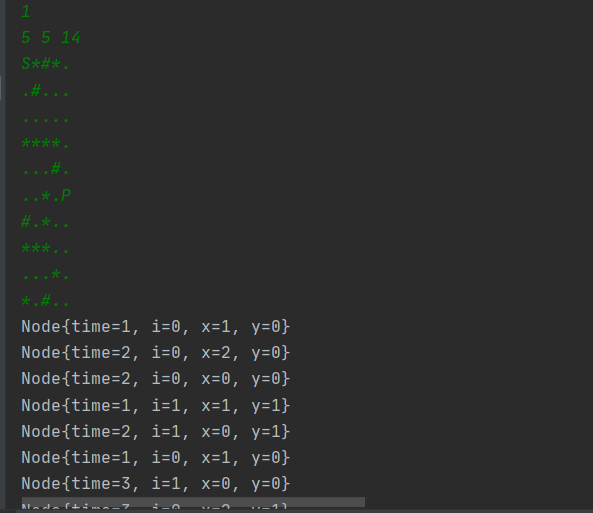 1
5 5 14
S*#*.
.#...
.....
****.
...#.
..*.P
#.*..
***..
...*.
*.#..
Node{time=1, i=0, x=1, y=0}
Node{time=2, i=0, x=2, y=0}
Node{time=2, i=0, x=0, y=0}
Node{time=1, i=1, x=1, y=1}
Node{time=2, i=1, x=0, y=1}
Node{time=1, i=0, x=1, y=0}
Node{time=3, i=1, x=0, y=0}